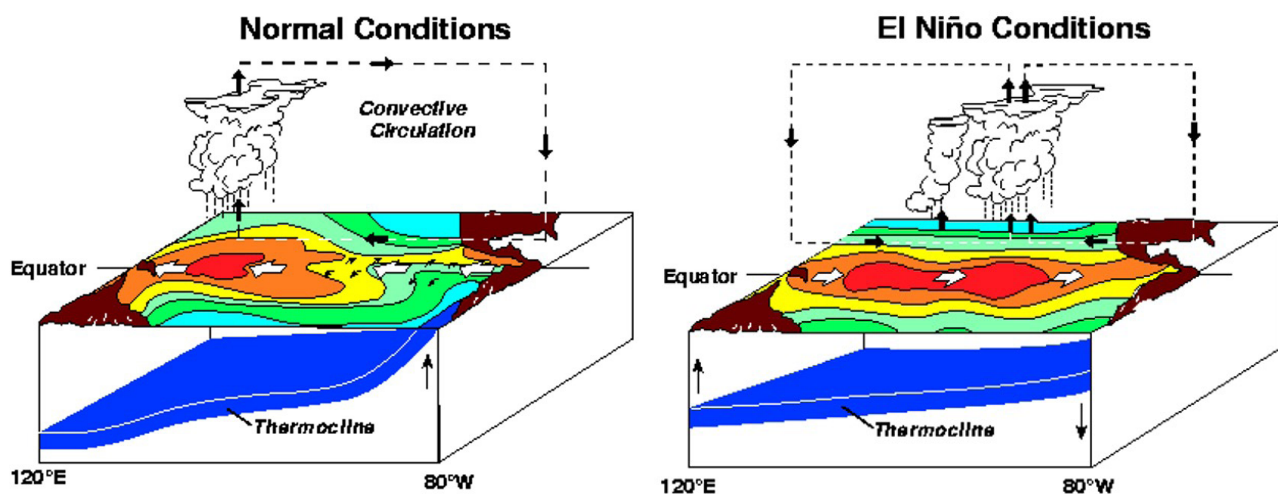 Normal Conditions
Convective
Circulation
Equator
Thermocline
120°E
80°W
El Niño Conditions
Equator
Thermocline
120°E
80°W